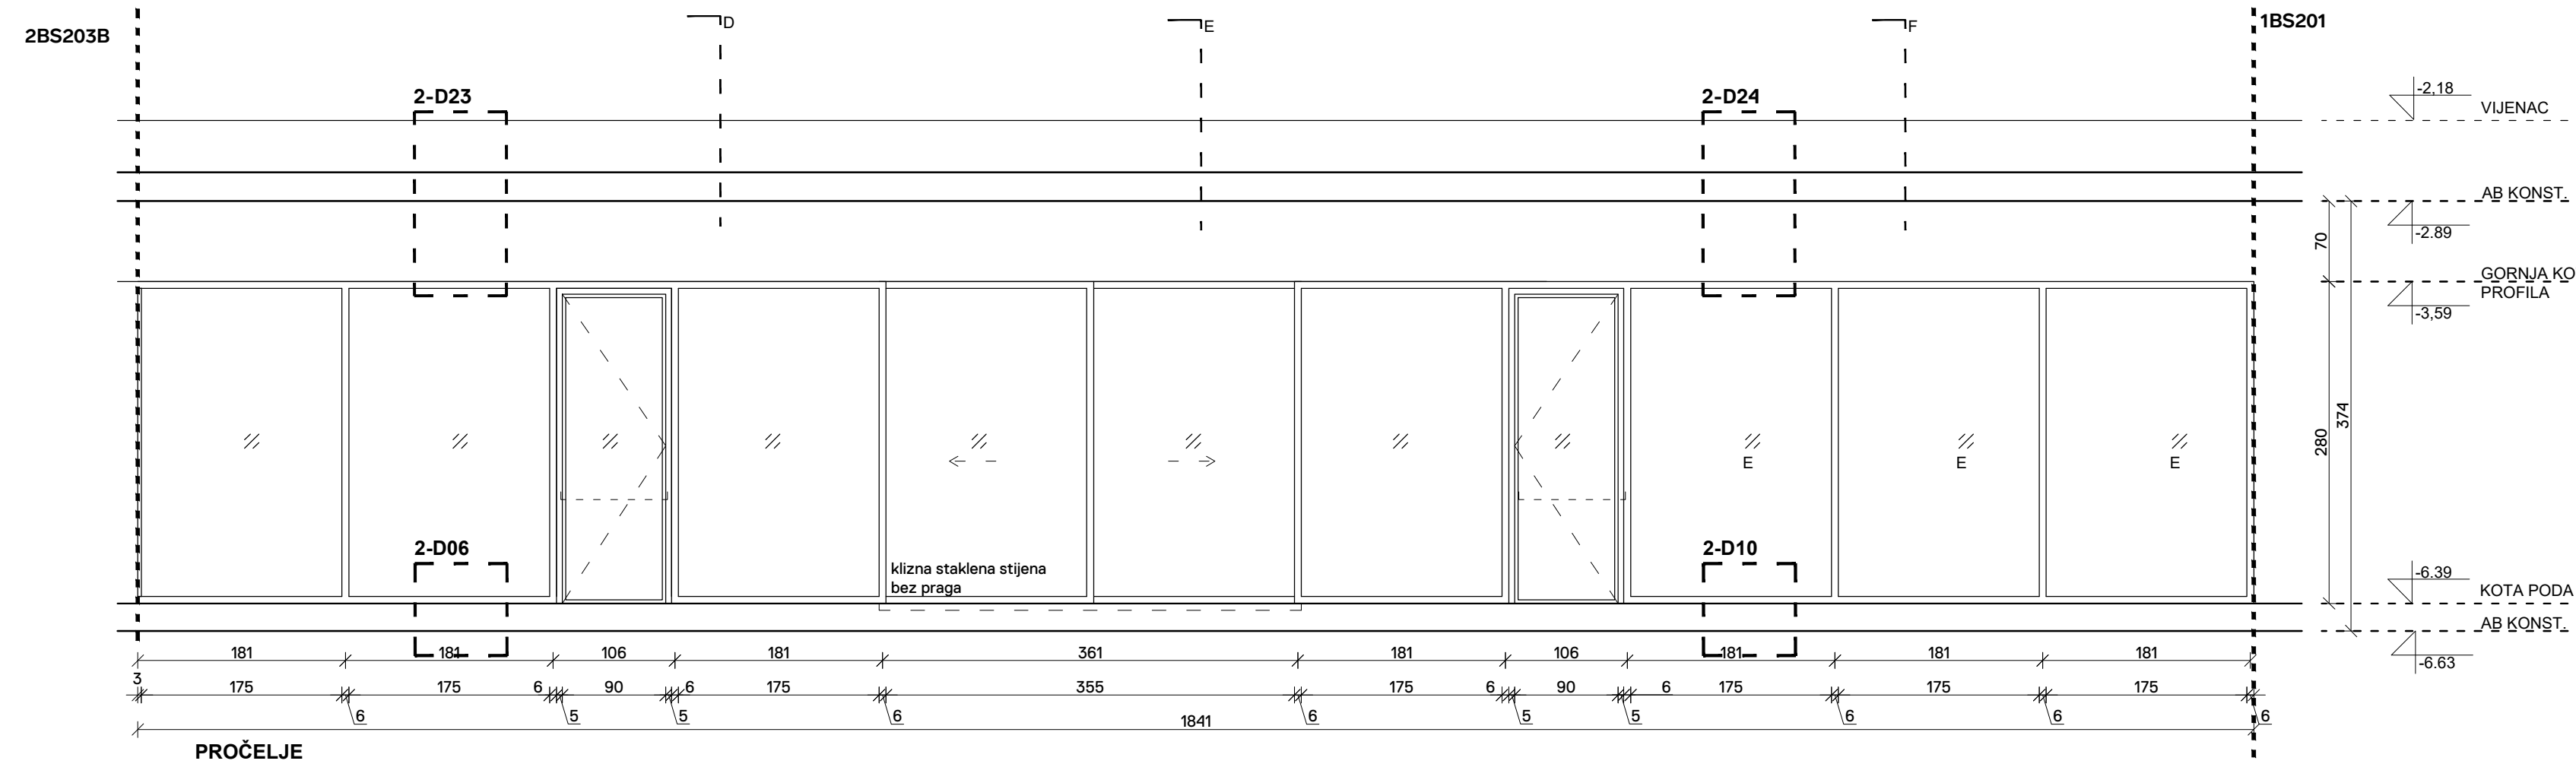 2BS203B
D
E
F
1BS201
2-D23
2-D24
-2,18
VIJENAC
AB KONST.
-2.89
70
GORNJA KO
PROFILA
-3,59
280
374
E
E
E
2-D06
2-D10
klizna staklena stijena
bez praga
-6.39
KOTA PODA
AB KONST.
-6.63
181 181 106 181 361 181 106 181 181 181
3 175 175 6 90 6 175 355 175 6 90 6 175 175 175
6 5 5 6 6 5 5 6 6 6
1841
PROČELJE